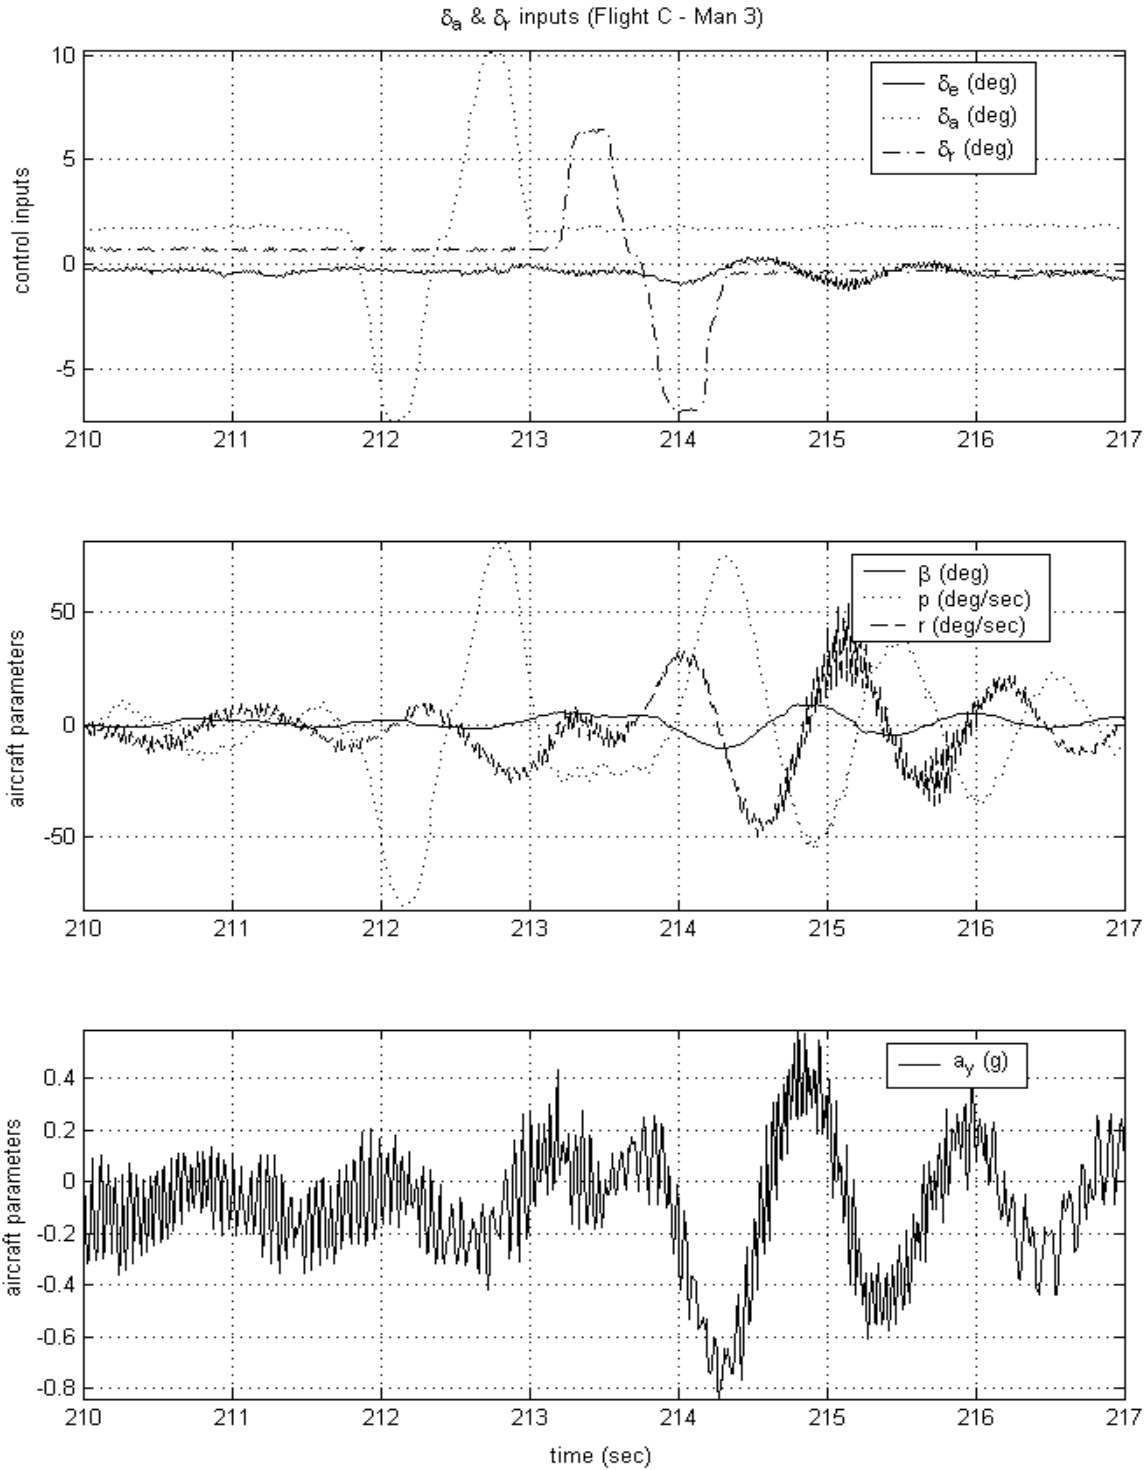 δa & δr inputs (Flight C - Man 3)
10
5
0
-5
control inputs
δe (deg)
δa (deg)
δr (deg)
210 211 212 213 214 215 216 217
50
0
-50
aircraft parameters
β (deg)
p (deg/sec)
r (deg/sec)
210 211 212 213 214 215 216 217
0.4
0.2
0
-0.2
-0.4
-0.6
-0.8
aircraft parameters
ay (g)
210 211 212 213 214 215 216 217
time (sec)